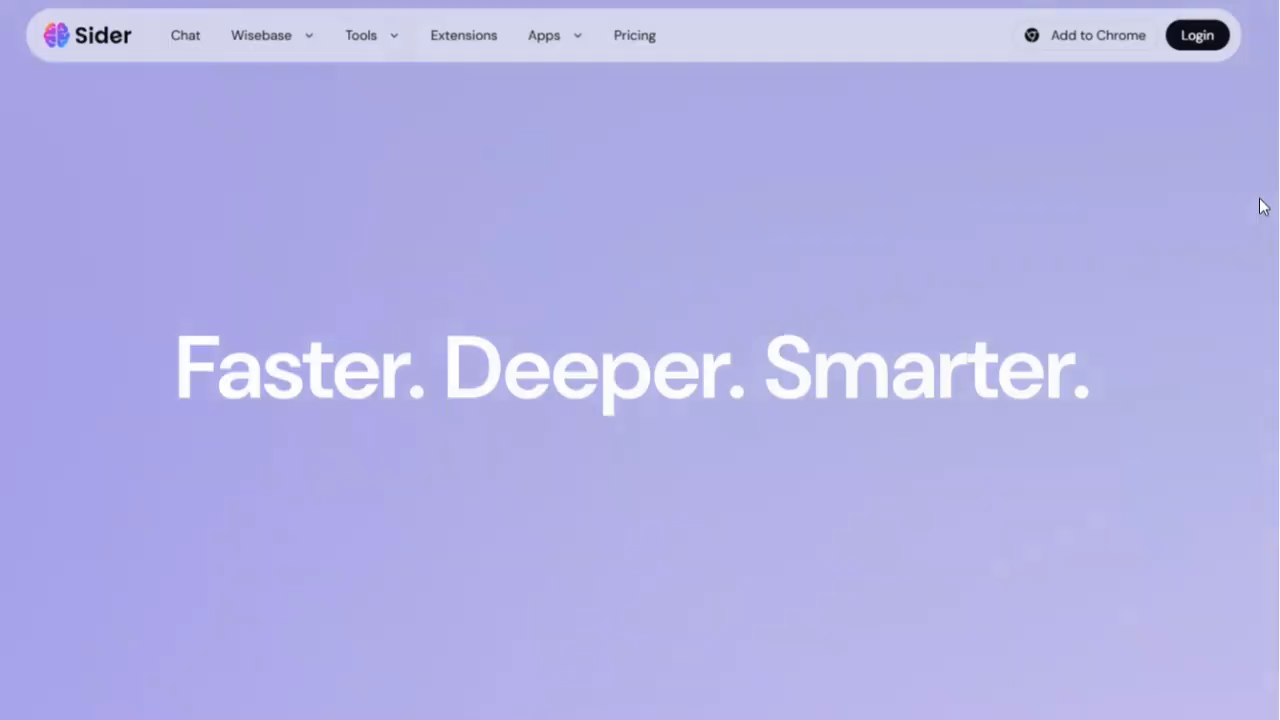 Sider Chat Wisebase Tools Extensions Apps Pricing Add to Chrome Login
Faster. Deeper. Smarter.